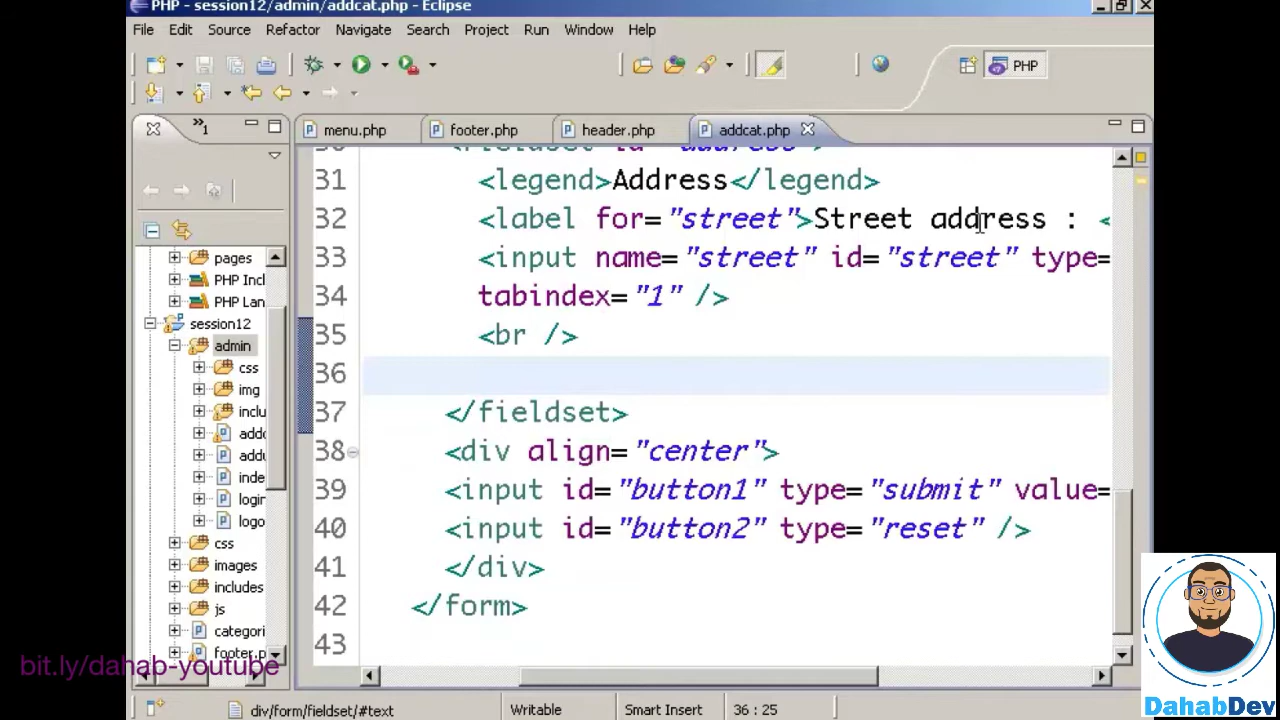 PHP - session12/admin/addcat.php - Eclipse
File Edit Source Refactor Navigate Search Project Run Window Help
PHP
»1
menu.php footer.php header.php addcat.php
pages
PHP Incl
PHP Lan
session12
admin
css
img
inclu
addc
addu
inde
login
logo
css
images
includes
js
categori
footer.p
31 <legend>Address</legend>
32 <label for="street">Street address : <
33 <input name="street" id="street" type=
34 tabindex="1" />
35 <br />
36
37 </fieldset>
38 <div align="center">
39 <input id="button1" type="submit" value=
40 <input id="button2" type="reset" />
41 </div>
42 </form>
43
div/form/fieldset/#text Writable Smart Insert 36 : 25
bit.ly/dahab-youtube
DahabDev